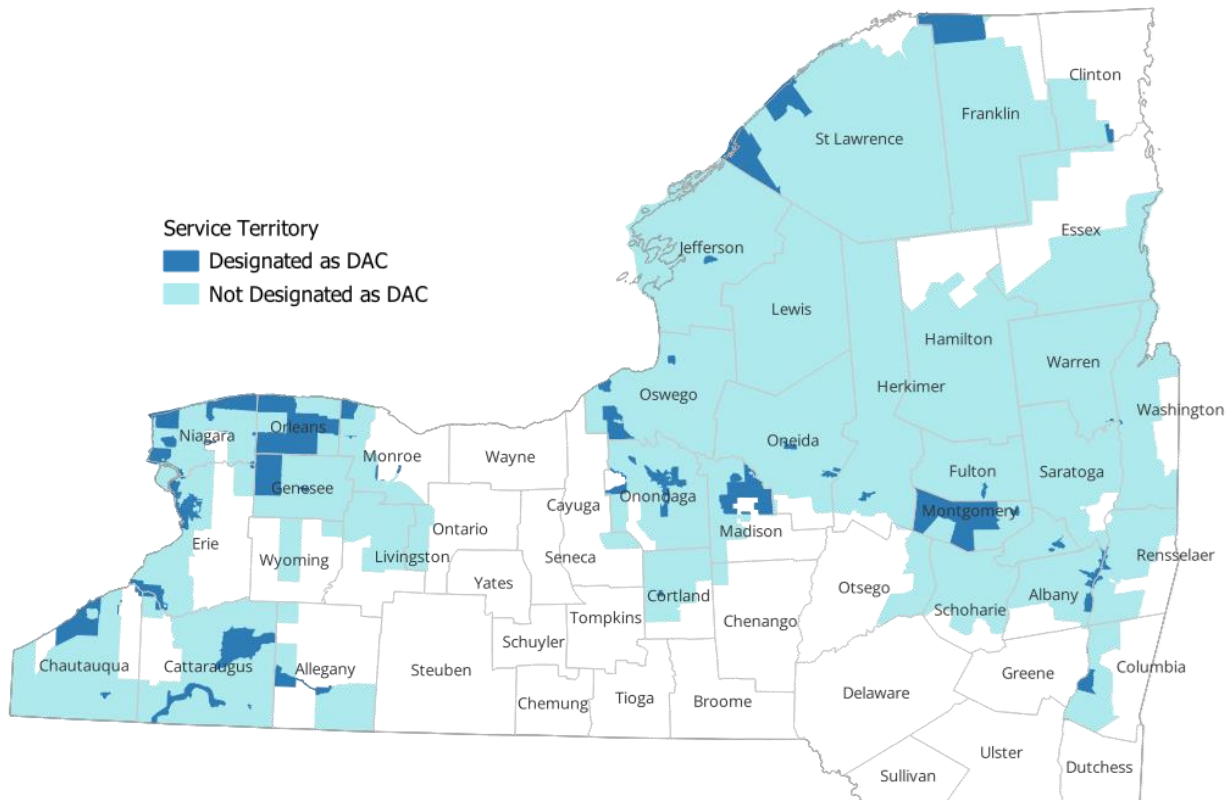 Clinton
Franklin
St Lawrence
Service Territory
Designated as DAC
Not Designated as DAC
Essex
Jefferson
Lewis
Hamilton
Warren
Oswego
Herkimer
Washington
Niagara
Orleans
Oneida
Monroe
Wayne
Fulton
Saratoga
Genesee
Onondaga
Cayuga
Montgomery
Ontario
Madison
Erie
Wyoming
Livingston
Seneca
Rensselaer
Yates
Otsego
Cortland
Albany
Schoharie
Tompkins
Chenango
Schuyler
Chautauqua
Cattaraugus
Allegany
Steuben
Greene
Columbia
Chemung
Tioga
Broome
Delaware
Ulster
Sullivan
Dutchess